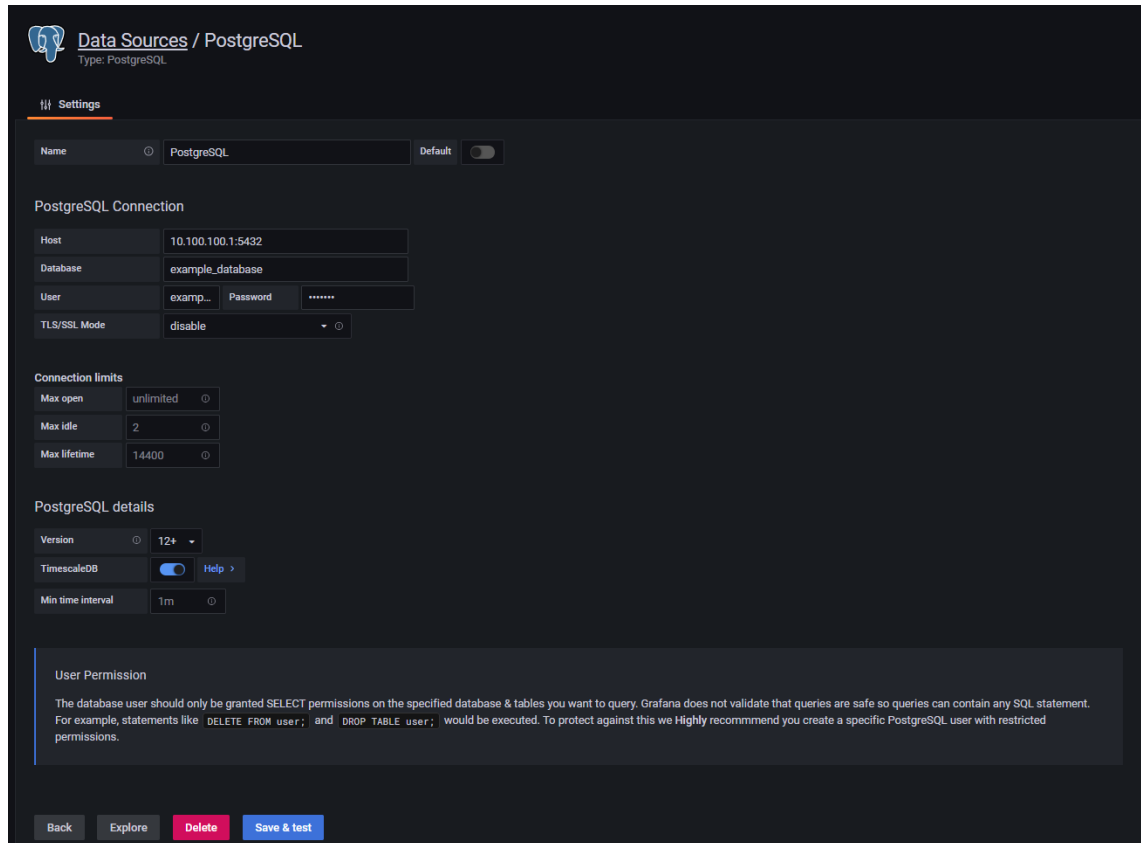 Data Sources / PostgreSQL
Type: PostgreSQL
Settings
Name PostgreSQL Default
PostgreSQL Connection
Host 10.100.100.1:5432
Database example_database
User examp... Password •••••••
TLS/SSL Mode disable
Connection limits
Max open unlimited
Max idle 2
Max lifetime 14400
PostgreSQL details
Version 12+
TimescaleDB Help >
Min time interval 1m
User Permission
The database user should only be granted SELECT permissions on the specified database & tables you want to query. Grafana does not validate that queries are safe so queries can contain any SQL statement.
For example, statements like DELETE FROM user; and DROP TABLE user; would be executed. To protect against this we Highly recommmend you create a specific PostgreSQL user with restricted
permissions.
Back Explore Delete Save & test